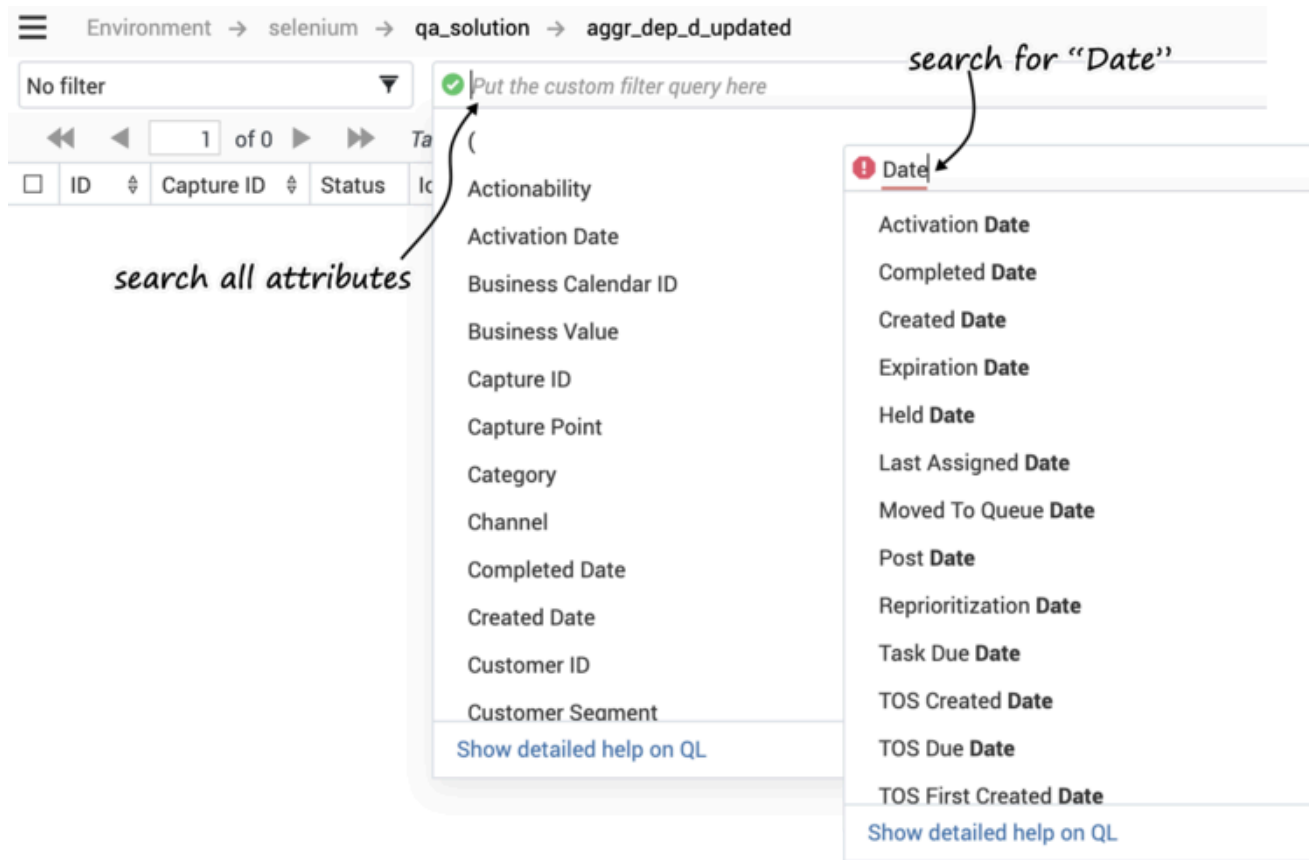 Environment → selenium → qa_solution → aggr_dep_d_updated
search for “Date”
No filter
Put the custom filter query here
1 of 0
Ta
ID
Capture ID
Status
(
Actionability
Activation Date
Business Calendar ID
Business Value
Capture ID
Capture Point
Category
Channel
Completed Date
Created Date
Customer ID
Customer Segment
Show detailed help on QL
search all attributes
Date
Activation Date
Completed Date
Created Date
Expiration Date
Held Date
Last Assigned Date
Moved To Queue Date
Post Date
Reprioritization Date
Task Due Date
TOS Created Date
TOS Due Date
TOS First Created Date
Show detailed help on QL